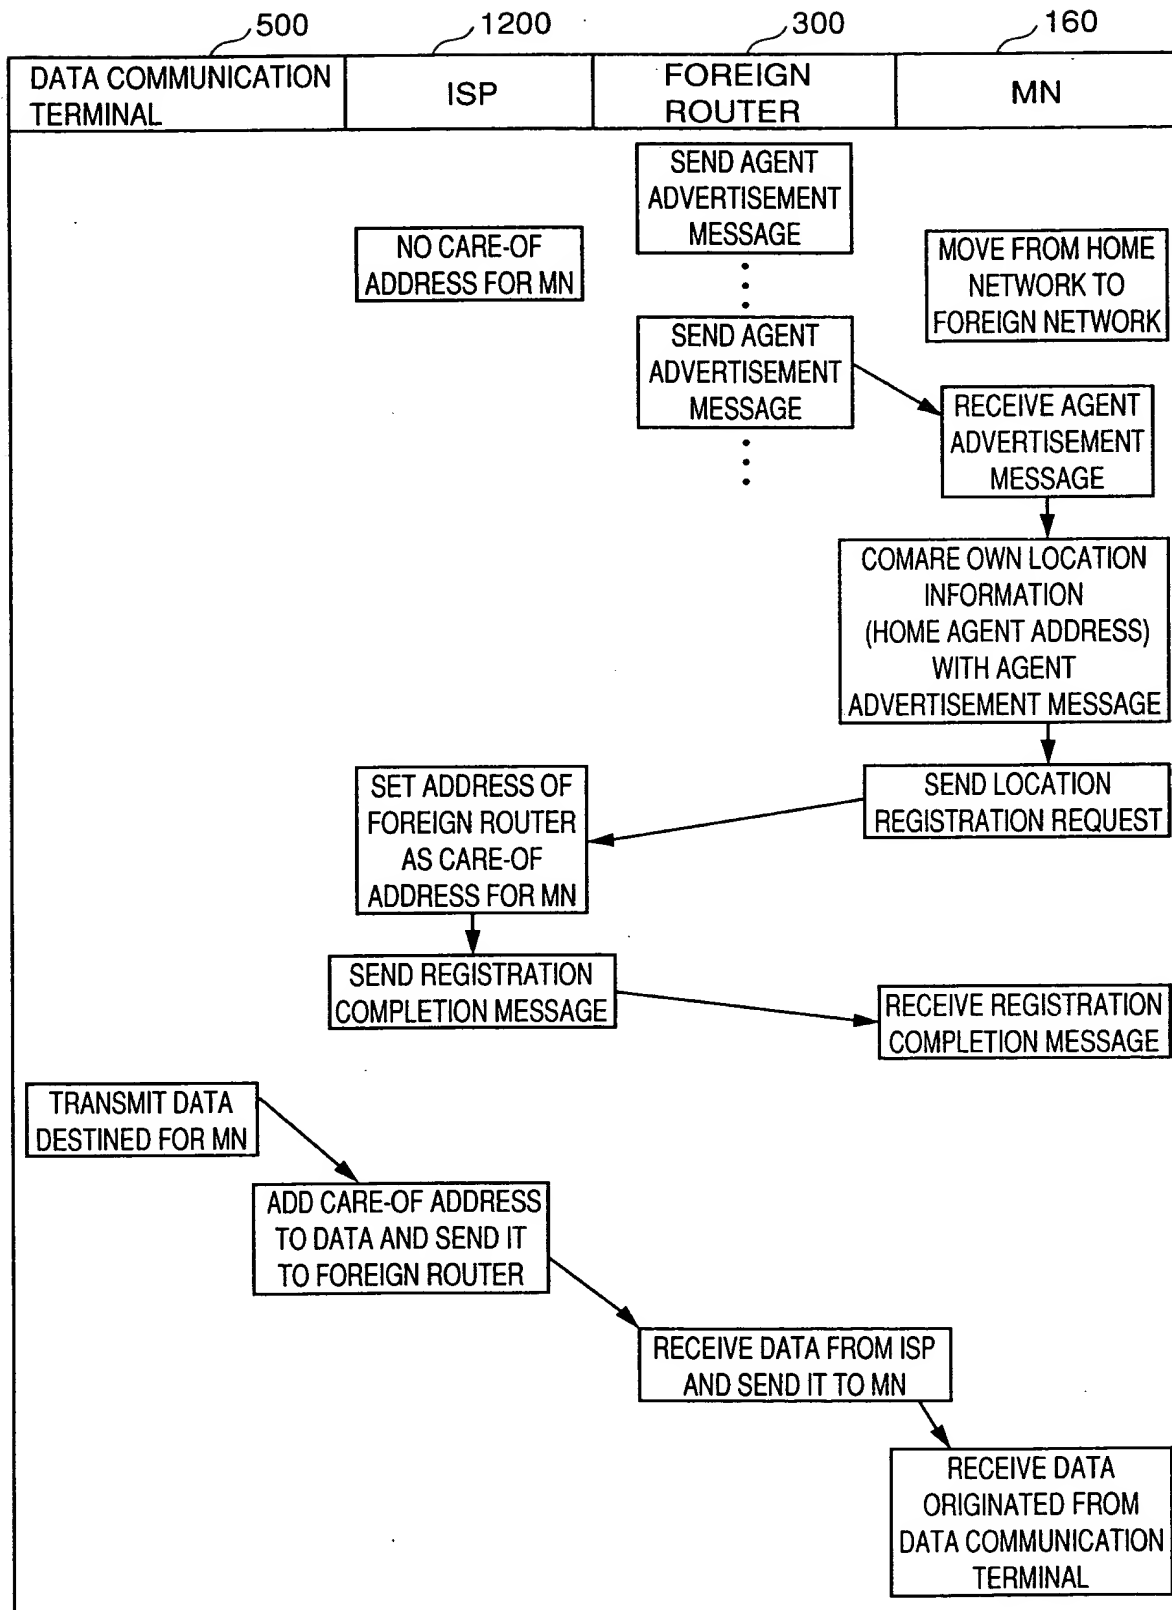 500
1200
300
160
DATA COMMUNICATION
TERMINAL
ISP
FOREIGN
ROUTER
MN
SEND AGENT
ADVERTISEMENT
MESSAGE
NO CARE-OF
ADDRESS FOR MN
MOVE FROM HOME
NETWORK TO
FOREIGN NETWORK
SEND AGENT
ADVERTISEMENT
MESSAGE
RECEIVE AGENT
ADVERTISEMENT
MESSAGE
COMARE OWN LOCATION
INFORMATION
(HOME AGENT ADDRESS)
WITH AGENT
ADVERTISEMENT MESSAGE
SEND LOCATION
REGISTRATION REQUEST
SET ADDRESS OF
FOREIGN ROUTER
AS CARE-OF
ADDRESS FOR MN
SEND REGISTRATION
COMPLETION MESSAGE
RECEIVE REGISTRATION
COMPLETION MESSAGE
TRANSMIT DATA
DESTINED FOR MN
ADD CARE-OF ADDRESS
TO DATA AND SEND IT
TO FOREIGN ROUTER
RECEIVE DATA FROM ISP
AND SEND IT TO MN
RECEIVE DATA
ORIGINATED FROM
DATA COMMUNICATION
TERMINAL